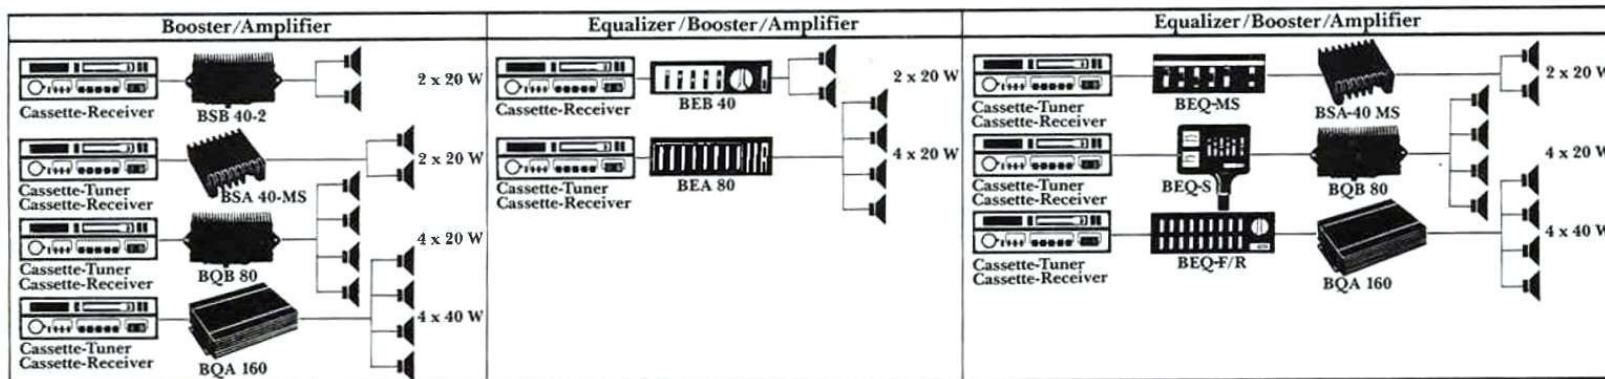 Booster/Amplifier
Cassette-Receiver
BSB 40-2
2 x 20 W
Cassette-Tuner
Cassette-Receiver
BSA 40-MS
2 x 20 W
Cassette-Tuner
Cassette-Receiver
BQB 80
4 x 20 W
Cassette-Tuner
Cassette-Receiver
BQA 160
4 x 40 W
Equalizer/Booster/Amplifier
Cassette-Receiver
BEB 40
2 x 20 W
Cassette-Tuner
Cassette-Receiver
BEA 80
4 x 20 W
Equalizer/Booster/Amplifier
Cassette-Tuner
Cassette-Receiver
BEQ-MS
BSA-40 MS
2 x 20 W
Cassette-Tuner
Cassette-Receiver
BEQ-S
BQB 80
4 x 20 W
Cassette-Tuner
Cassette-Receiver
BEQ-F/R
BQA 160
4 x 40 W